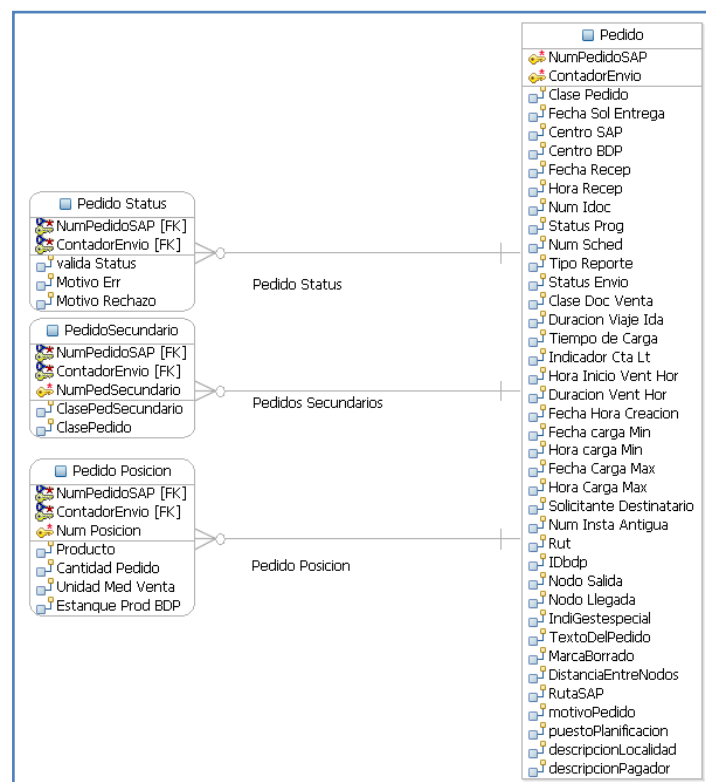 Pedido
NumPedidoSAP
ContadorEnvio
Clase Pedido
Fecha Sol Entrega
Centro SAP
Centro BDP
Fecha Recep
Hora Recep
Num Idoc
Status Prog
Num Sched
Tipo Reporte
Status Envio
Clase Doc Venta
Duracion Viaje Ida
Tiempo de Carga
Indicador Cta Lt
Hora Inicio Vent Hor
Duracion Vent Hor
Fecha Hora Creacion
Fecha carga Min
Hora carga Min
Fecha Carga Max
Hora Carga Max
Solicitante Destinatario
Num Insta Antigua
Rut
IDbdp
Nodo Salida
Nodo Llegada
IndiGestespecial
TextoDelPedido
MarcaBorrado
DistanciaEntreNodos
RutaSAP
motivoPedido
puestoPlanificacion
descripcionLocalidad
descripcionPagador
Pedido Status
NumPedidoSAP [FK]
ContadorEnvio [FK]
valida Status
Motivo Err
Motivo Rechazo
Pedido Status
PedidoSecundario
NumPedidoSAP [FK]
ContadorEnvio [FK]
NumPedSecundario
ClasePedSecundario
ClasePedido
Pedidos Secundarios
Pedido Posicion
NumPedidoSAP [FK]
ContadorEnvio [FK]
Num Posicion
Producto
Cantidad Pedido
Unidad Med Venta
Estanque Prod BDP
Pedido Posicion